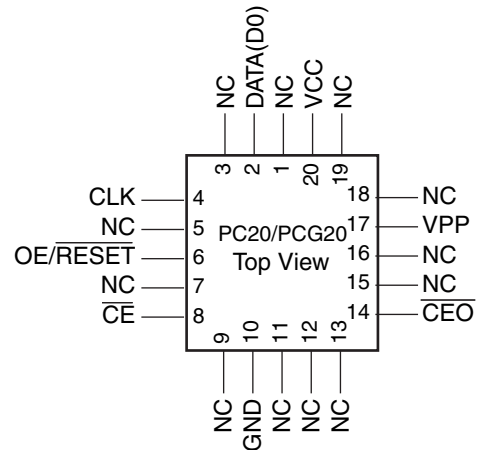 NC
DATA(D0)
NC
VCC
NC
3
2
1
20
19
CLK 4
NC 5
OE/RESET 6
NC 7
CE 8
18 NC
17 VPP
16 NC
15 NC
14 CEO
PC20/PCG20
Top View
9
10
11
12
13
NC
GND
NC
NC
NC